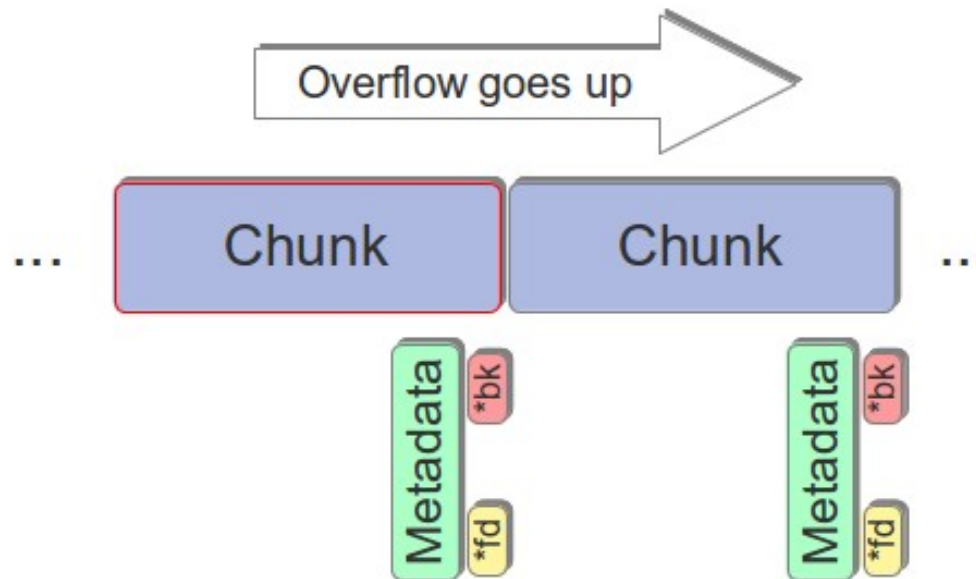 Overflow goes up
... Chunk Chunk ..
Metadata *bk *fd Metadata *bk *fd